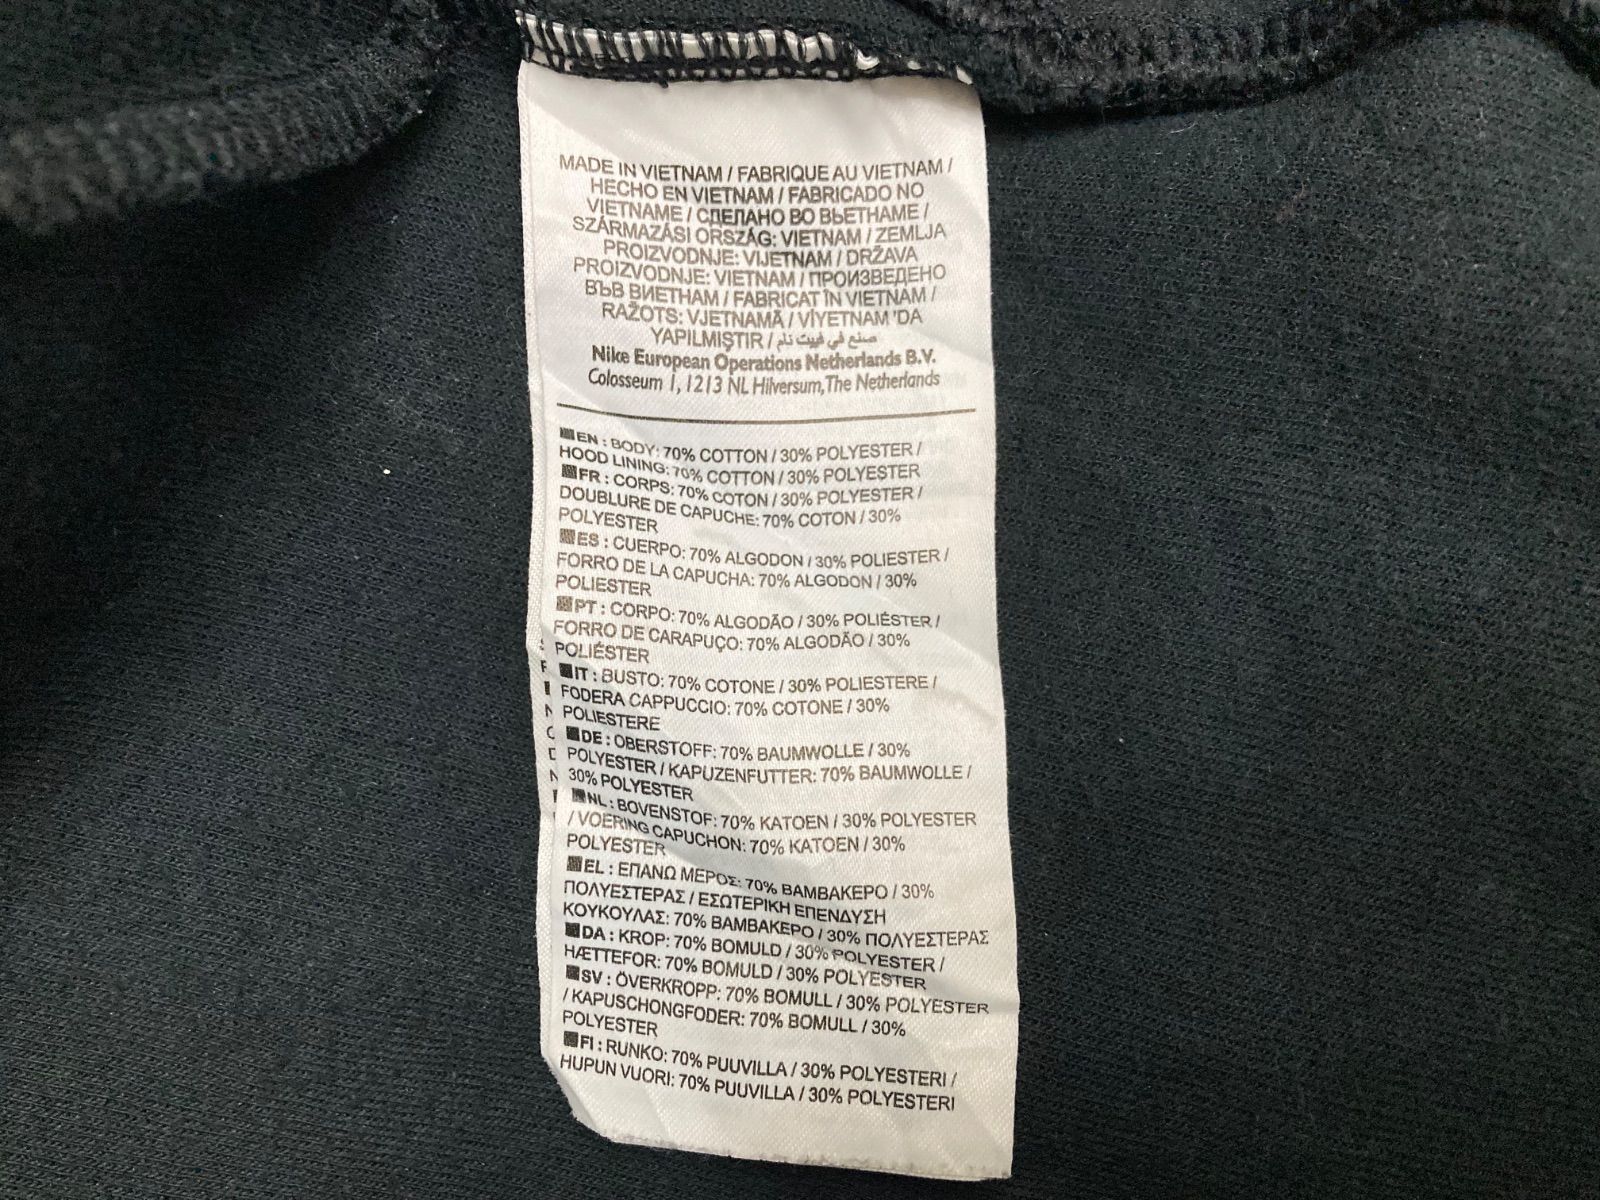 MADE IN VIETNAM / FABRIQUE AU VIETNAM /
HECHO EN VIETNAM / FABRICADO NO
VIETNAME / СПЕЛАНО ВО ВЬЕТНАМЕ /
SZÁRMAZÁSI ORSZÁG: VIETNAM / ZEMLJA
PROIZVODNJE: VIJETNAM / DRŽAVA
PROIZVODNJE: VIETNAM / ПРОИЗВЕДЕНО
ВЪВ ВИЕТНАМ / FABRICAT ÎN VIETNAM /
RAŽOTS: VJETNAMĀ / VİYETNAM 'DA
YAPILMIŞTIR / صنع في فييت نام
Nike European Operations Netherlands B.V.
Colosseum 1, 1213 NL Hilversum, The Netherlands
EN : BODY: 70% COTTON / 30% POLYESTER /
HOOD LINING: 70% COTTON / 30% POLYESTER
FR : CORPS: 70% COTON / 30% POLYESTER /
DOUBLURE DE CAPUCHE: 70% COTON / 30%
POLYESTER
ES : CUERPO: 70% ALGODON / 30% POLIESTER /
FORRO DE LA CAPUCHA: 70% ALGODON / 30%
POLIESTER
PT : CORPO: 70% ALGODÃO / 30% POLIÉSTER /
FORRO DE CARAPUÇO: 70% ALGODÃO / 30%
POLIÉSTER
IT : BUSTO: 70% COTONE / 30% POLIESTERE /
FODERA CAPPUCCIO: 70% COTONE / 30%
POLIESTERE
DE : OBERSTOFF: 70% BAUMWOLLE / 30%
POLYESTER / KAPUZENFUTTER: 70% BAUMWOLLE /
30% POLYESTER
NL : BOVENSTOF: 70% KATOEN / 30% POLYESTER
/ VOERING CAPUCHON: 70% KATOEN / 30%
POLYESTER
EL : ΕΠΑΝΩ ΜΕΡΟΣ: 70% ΒΑΜΒΑΚΕΡΟ / 30%
ΠΟΛΥΕΣΤΕΡΑΣ / ΕΣΩΤΕΡΙΚΗ ΕΠΕΝΔΥΣΗ
ΚΟΥΚΟΥΛΑΣ: 70% ΒΑΜΒΑΚΕΡΟ / 30% ΠΟΛΥΕΣΤΕΡΑΣ
DA : KROP: 70% BOMULD / 30% POLYESTER /
HÆTTEFOR: 70% BOMULD / 30% POLYESTER
SV : ÖVERKROPP: 70% BOMULL / 30% POLYESTER
/ KAPUSCHONGFODER: 70% BOMULL / 30%
POLYESTER
FI : RUNKO: 70% PUUVILLA / 30% POLYESTERI /
HUPUN VUORI: 70% PUUVILLA / 30% POLYESTERI